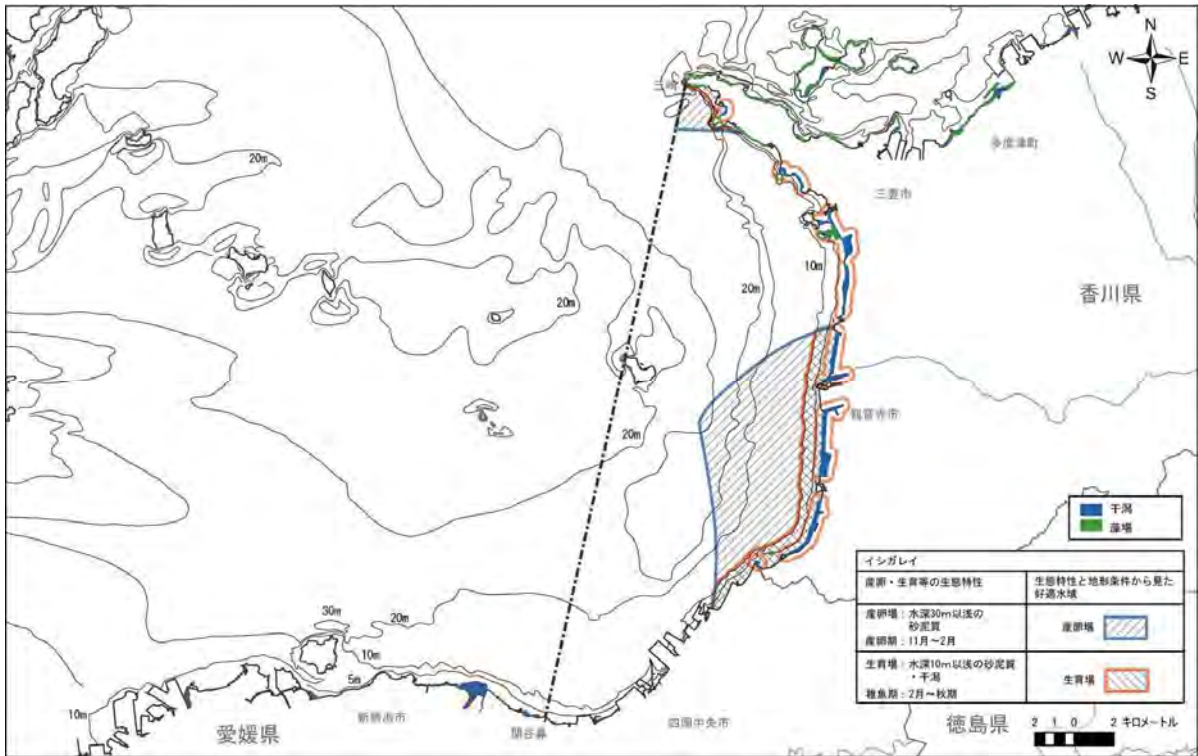 N
W E
S
三崎
多度津町
20m
三豊市
10m
20m
20m
香川県
20m
観音寺市
干潟
藻場
イシガレイ
産卵・生育等の生態特性
生態特性と地形条件から見た
好適水域
産卵場：水深30m以浅の
砂泥質
産卵期：11月～2月
産卵場
生育場：水深10m以浅の砂泥質
・干潟
稚魚期：2月～秋期
生育場
30m
20m
10m
5m
10m
新居浜市
関谷鼻
四国中央市
愛媛県
徳島県
2 1 0 2 キロメートル